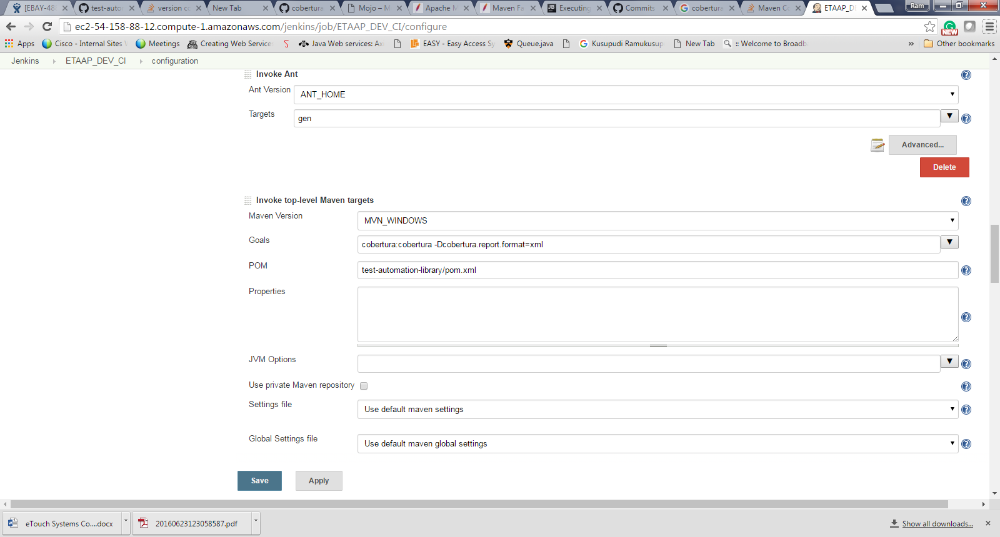 [EBAY-48
test-auto
version c
New Tab
cobertura
Mojo – M
Apache M
Maven Fa
Executing
Commits
cobertura
Maven C
ETAAP_D
Ram
ec2-54-158-88-12.compute-1.amazonaws.com/jenkins/job/ETAAP_DEV_CI/configure
NEW
Apps
Cisco - Internal Sites
Meetings
Creating Web Service
Java Web services: Ax
EASY - Easy Access Sy
Queue.java
Kusupudi Ramukusup
New Tab
:: Welcome to Broadb
»
Other bookmarks
Jenkins
ETAAP_DEV_CI
configuration
Invoke Ant
Ant Version
ANT_HOME
Targets
gen
Advanced...
Delete
Invoke top-level Maven targets
Maven Version
MVN_WINDOWS
Goals
cobertura:cobertura -Dcobertura.report.format=xml
POM
test-automation-library/pom.xml
Properties
JVM Options
Use private Maven repository
Settings file
Use default maven settings
Global Settings file
Use default maven global settings
Save
Apply
eTouch Systems Co....docx
20160623123058587.pdf
Show all downloads...